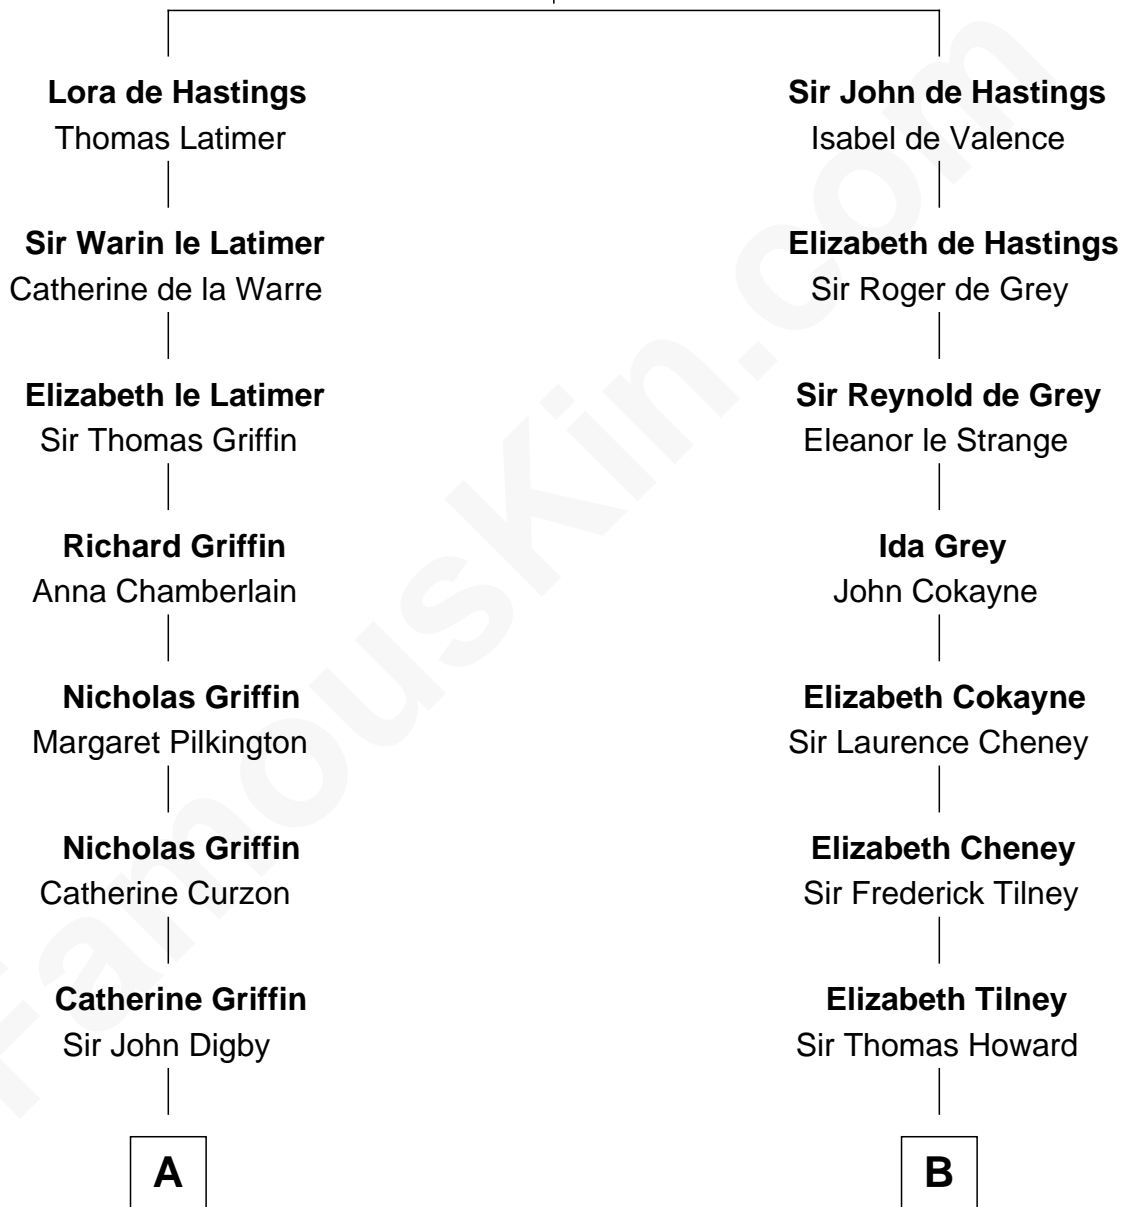 Lora de Hastings
Thomas Latimer
Sir John de Hastings
Isabel de Valence
Sir Warin le Latimer
Catherine de la Warre
Elizabeth de Hastings
Sir Roger de Grey
Elizabeth le Latimer
Sir Thomas Griffin
Sir Reynold de Grey
Eleanor le Strange
Richard Griffin
Anna Chamberlain
Ida Grey
John Cokayne
Nicholas Griffin
Margaret Pilkington
Elizabeth Cokayne
Sir Laurence Cheney
Nicholas Griffin
Catherine Curzon
Elizabeth Cheney
Sir Frederick Tilney
Catherine Griffin
Sir John Digby
Elizabeth Tilney
Sir Thomas Howard
A
B
FamousKin.com